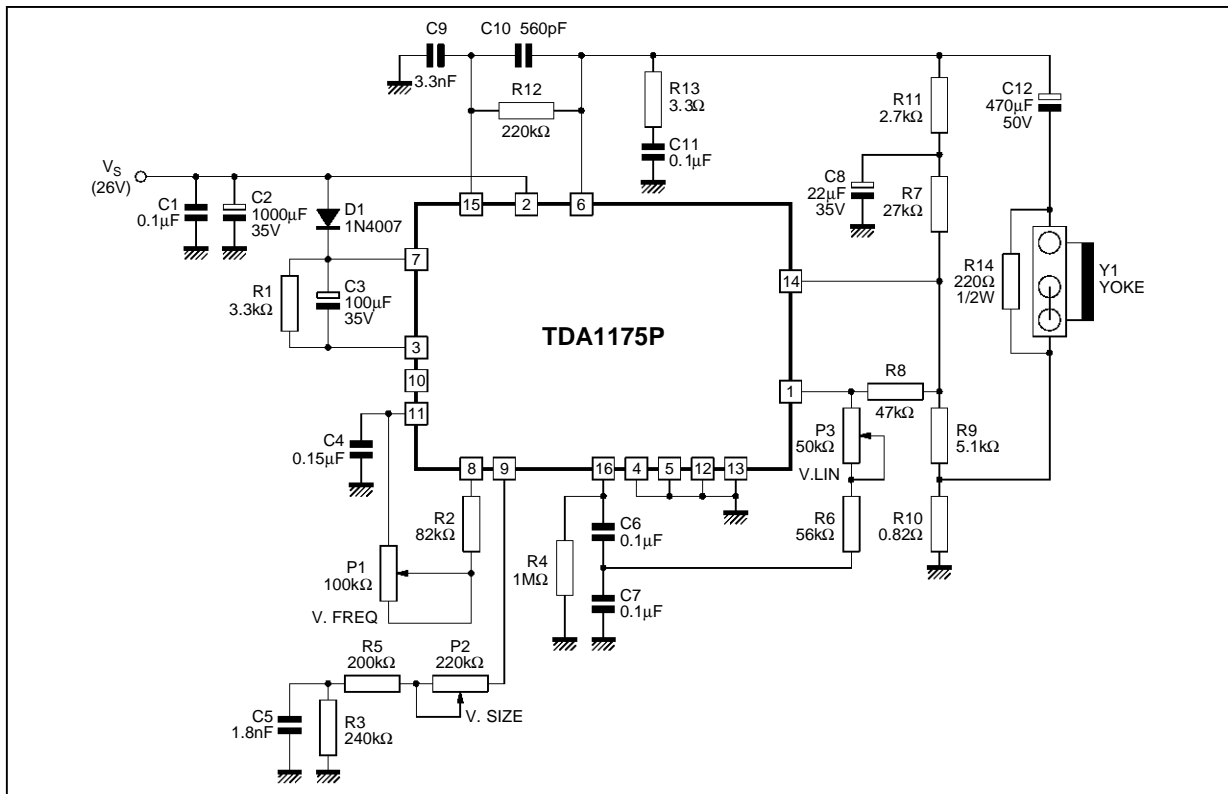 C9
C10 560pF
3.3nF
R12
220kΩ
R13
3.3Ω
C11
0.1µF
R11
2.7kΩ
C12
470µF
50V
VS
(26V)
C1
0.1µF
C2
1000µF
35V
D1
1N4007
C8
22µF
35V
R7
27kΩ
15
2
6
7
14
R1
3.3kΩ
C3
100µF
35V
R14
220Ω
1/2W
Y1
YOKE
3
TDA1175P
10
1
R8
47kΩ
11
C4
0.15µF
P3
50kΩ
V.LIN
R9
5.1kΩ
8
9
16
4
5
12
13
R2
82kΩ
C6
0.1µF
R6
56kΩ
R10
0.82Ω
P1
100kΩ
R4
1MΩ
C7
0.1µF
V. FREQ
R5
200kΩ
P2
220kΩ
V. SIZE
C5
1.8nF
R3
240kΩ